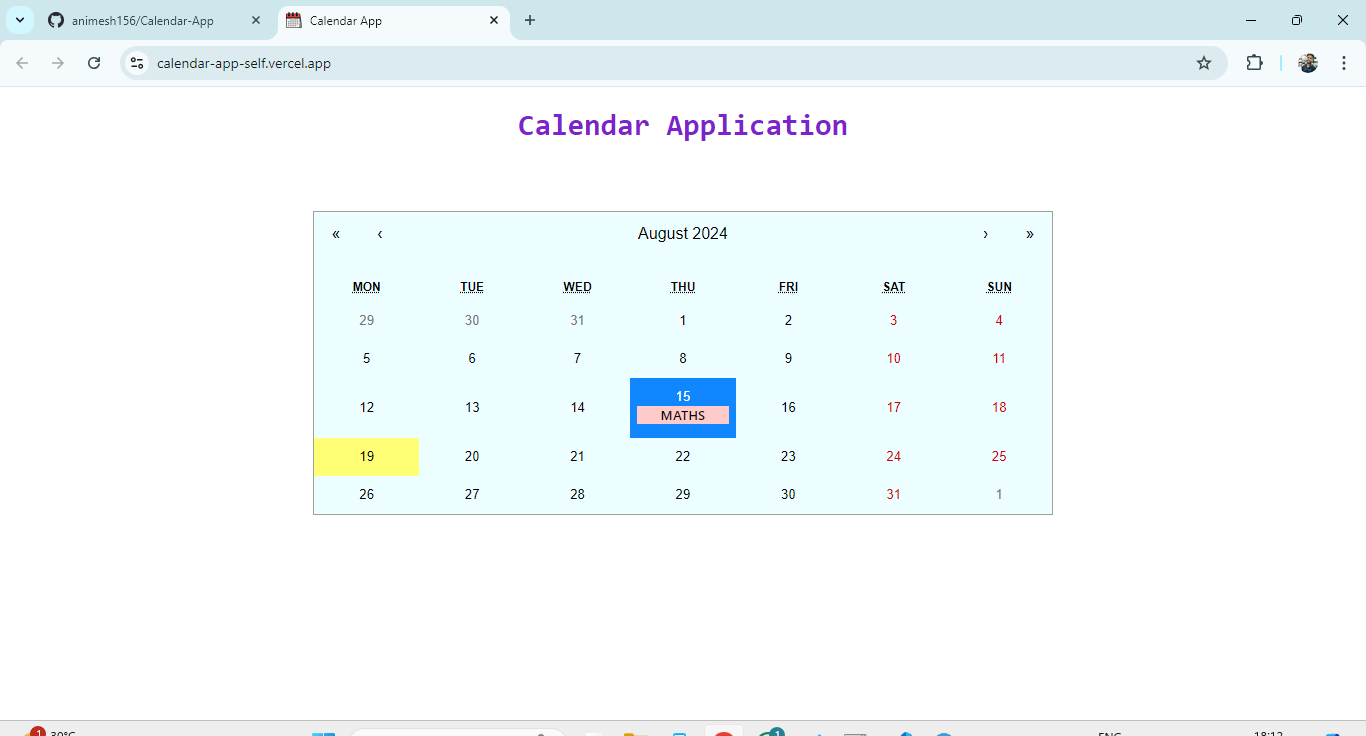 animesh156/Calendar-App
Calendar App
calendar-app-self.vercel.app
Calendar Application
« ‹ August 2024 › »
MON TUE WED THU FRI SAT SUN
29 30 31 1 2 3 4
5 6 7 8 9 10 11
12 13 14 15 16 17 18
MATHS
19 20 21 22 23 24 25
26 27 28 29 30 31 1
1 30°C 1 ENG 18:12